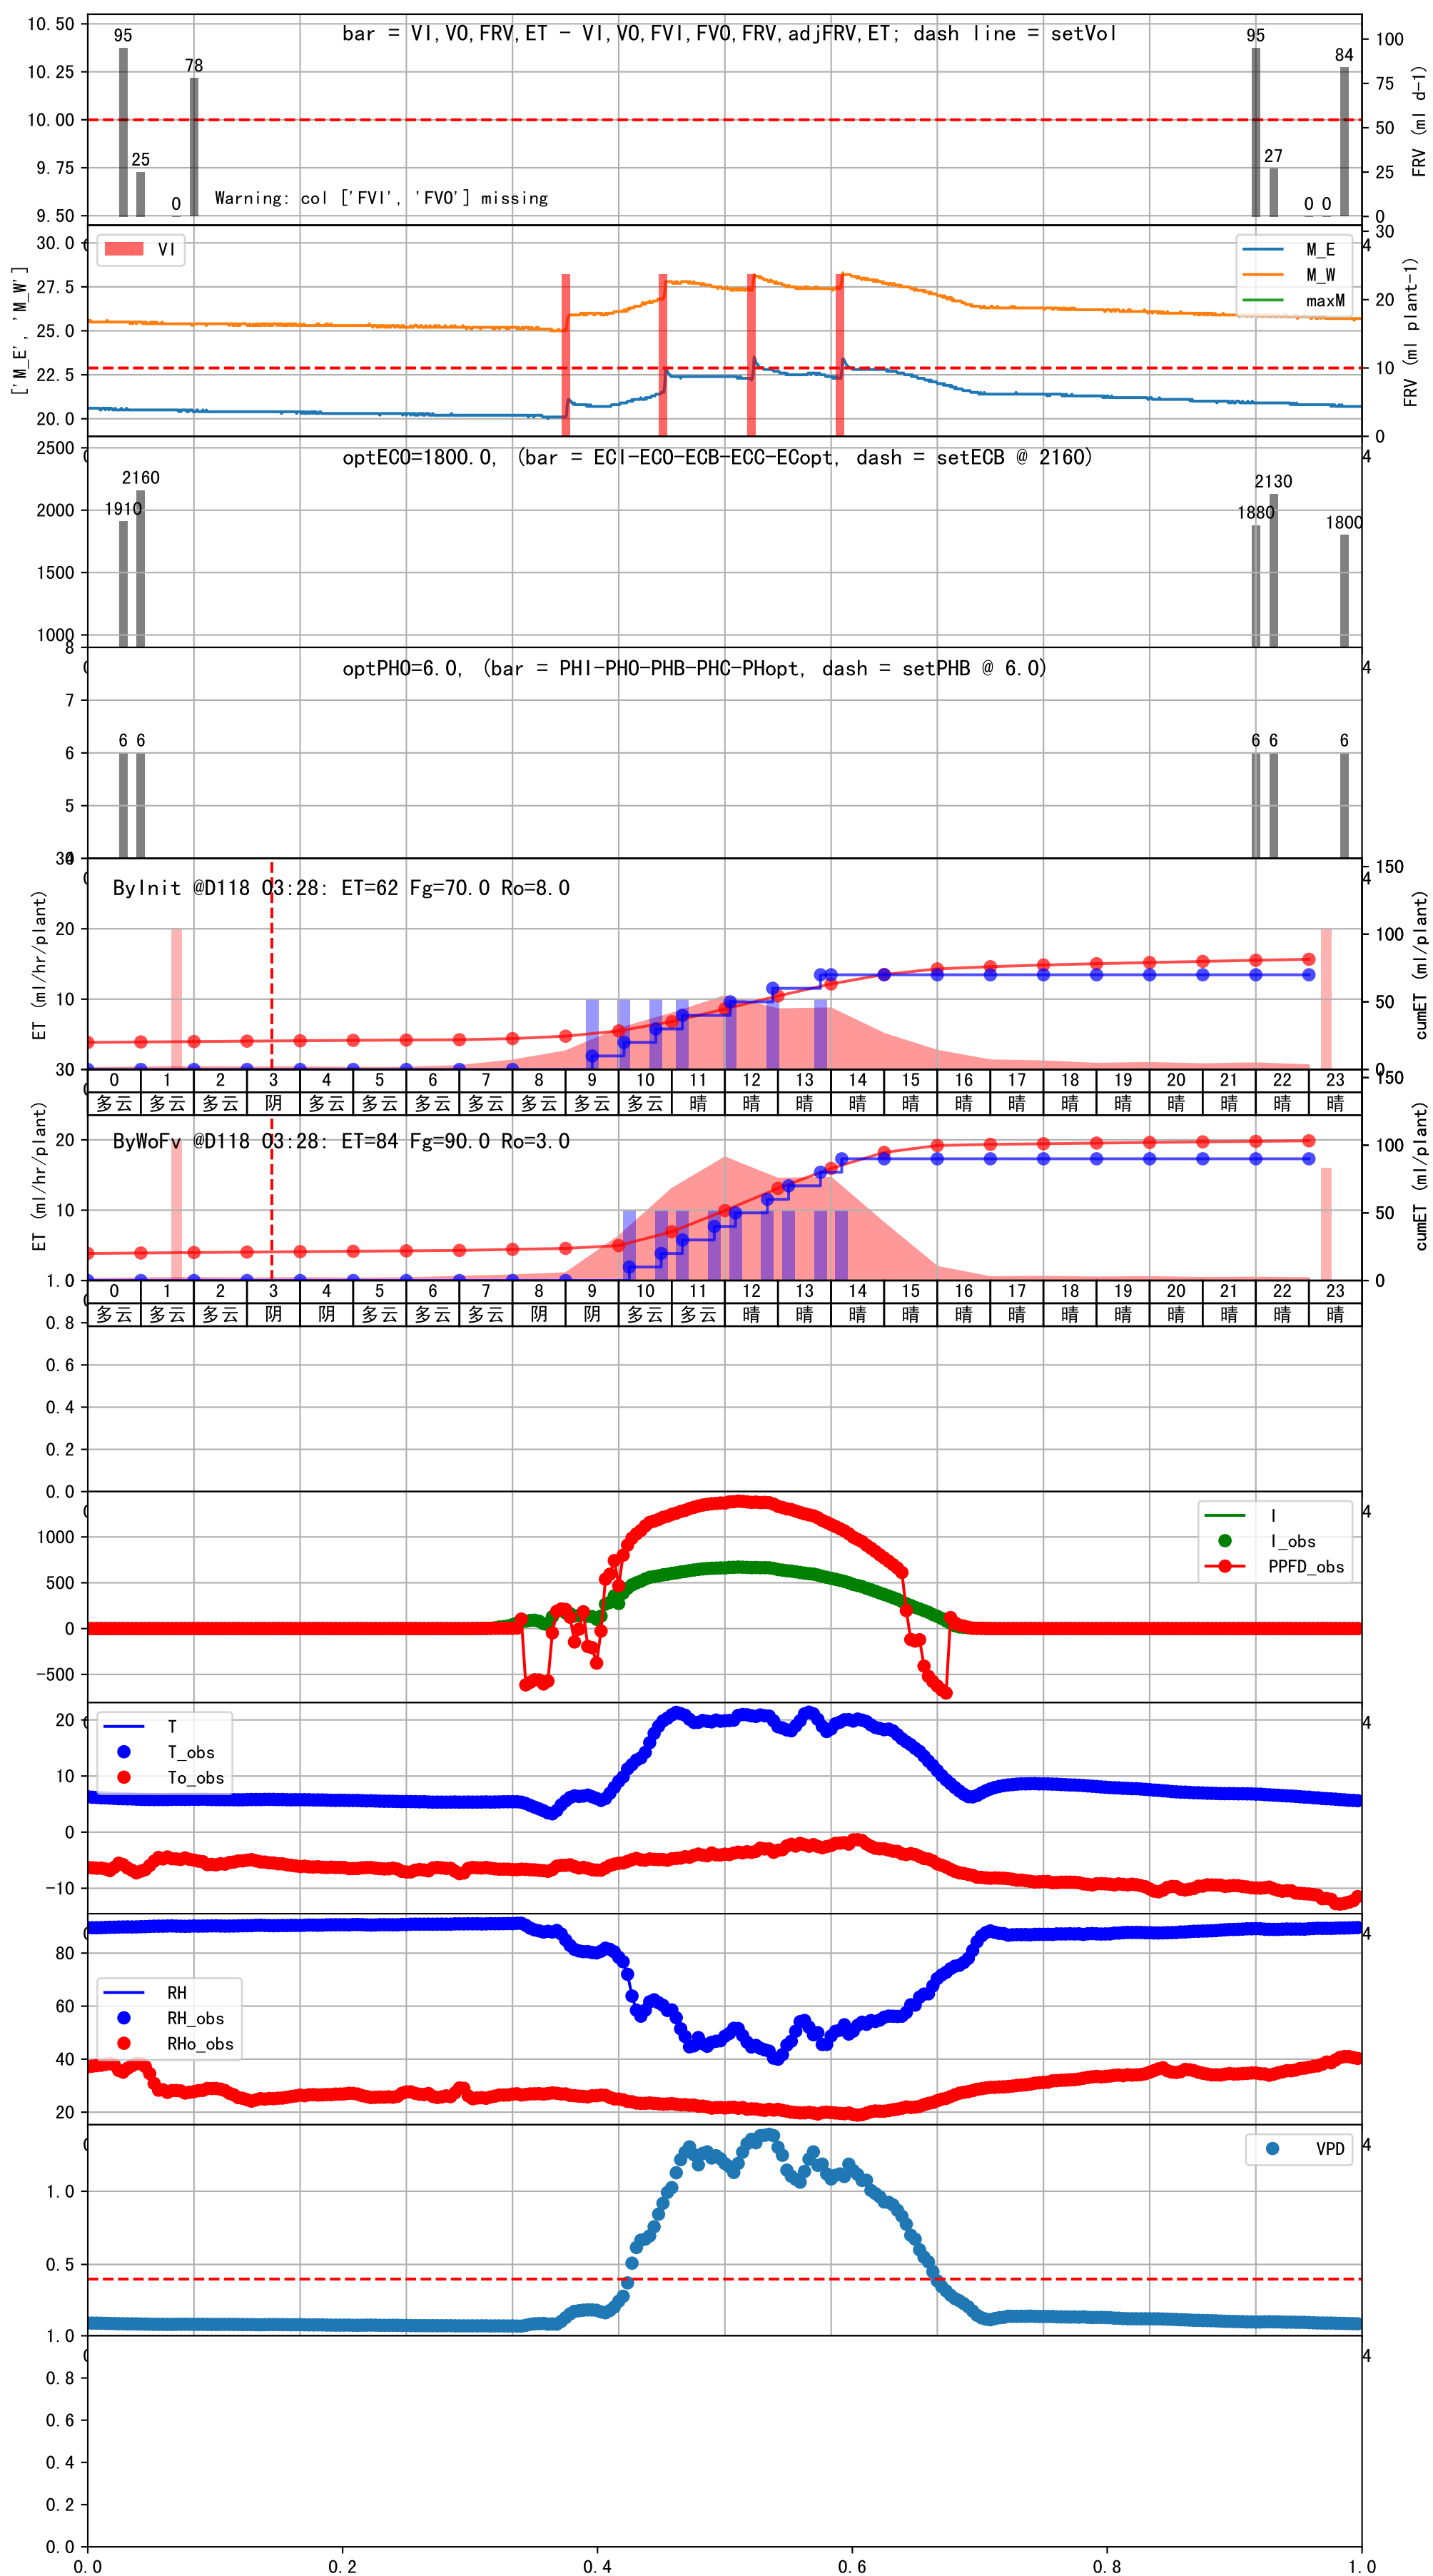 bar = VI,VO,FRV,ET - VI,VO,FVI,FVO,FRV,adjFRV,ET; dash line = setVol
10.50
10.25
10.00
9.75
9.50
95
25
0
78
95
27
0
0
84
100
75
50
25
0
FRV (ml d-1)
Warning: col ['FVI', 'FVO'] missing
['M_E', 'M_W']
30.0
27.5
25.0
22.5
20.0
VI
M_E
M_W
maxM
30
20
10
0
FRV (ml plant-1)
optECO=1800.0, (bar = ECI-ECO-ECB-ECC-ECopt, dash = setECB @ 2160)
2500
2000
1500
1000
1910
2160
1880
2130
1800
optPHO=6.0, (bar = PHI-PHO-PHB-PHC-PHopt, dash = setPHB @ 6.0)
8
7
6
5
4
6
6
6
6
6
ByInit @D118 03:28: ET=62 Fg=70.0 Ro=8.0
ET (ml/hr/plant)
30
20
10
0
150
100
50
0
cumET (ml/plant)
0 1 2 3 4 5 6 7 8 9 10 11 12 13 14 15 16 17 18 19 20 21 22 23
多云 多云 多云 阴 多云 多云 多云 多云 多云 多云 多云 晴 晴 晴 晴 晴 晴 晴 晴 晴 晴 晴 晴 晴
ByWoFv @D118 03:28: ET=84 Fg=90.0 Ro=3.0
ET (ml/hr/plant)
30
20
10
150
100
50
0
cumET (ml/plant)
0 1 2 3 4 5 6 7 8 9 10 11 12 13 14 15 16 17 18 19 20 21 22 23
多云 多云 多云 阴 阴 多云 多云 多云 阴 阴 多云 多云 晴 晴 晴 晴 晴 晴 晴 晴 晴 晴 晴 晴
1.0
0.8
0.6
0.4
0.2
0.0
1000
500
0
-500
I
I_obs
PPFD_obs
20
10
0
-10
T
T_obs
To_obs
80
60
40
20
RH
RH_obs
RHo_obs
1.0
0.5
VPD
1.0
0.8
0.6
0.4
0.2
0.0
0.0 0.2 0.4 0.6 0.8 1.0